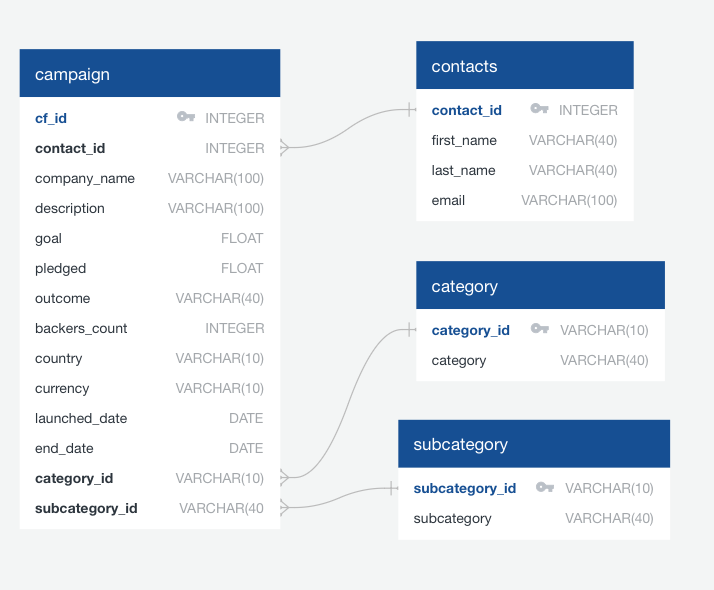 campaign
cf_id INTEGER
contact_id INTEGER
company_name VARCHAR(100)
description VARCHAR(100)
goal FLOAT
pledged FLOAT
outcome VARCHAR(40)
backers_count INTEGER
country VARCHAR(10)
currency VARCHAR(10)
launched_date DATE
end_date DATE
category_id VARCHAR(10)
subcategory_id VARCHAR(40
contacts
contact_id INTEGER
first_name VARCHAR(40)
last_name VARCHAR(40)
email VARCHAR(100)
category
category_id VARCHAR(10)
category VARCHAR(40)
subcategory
subcategory_id VARCHAR(10)
subcategory VARCHAR(40)